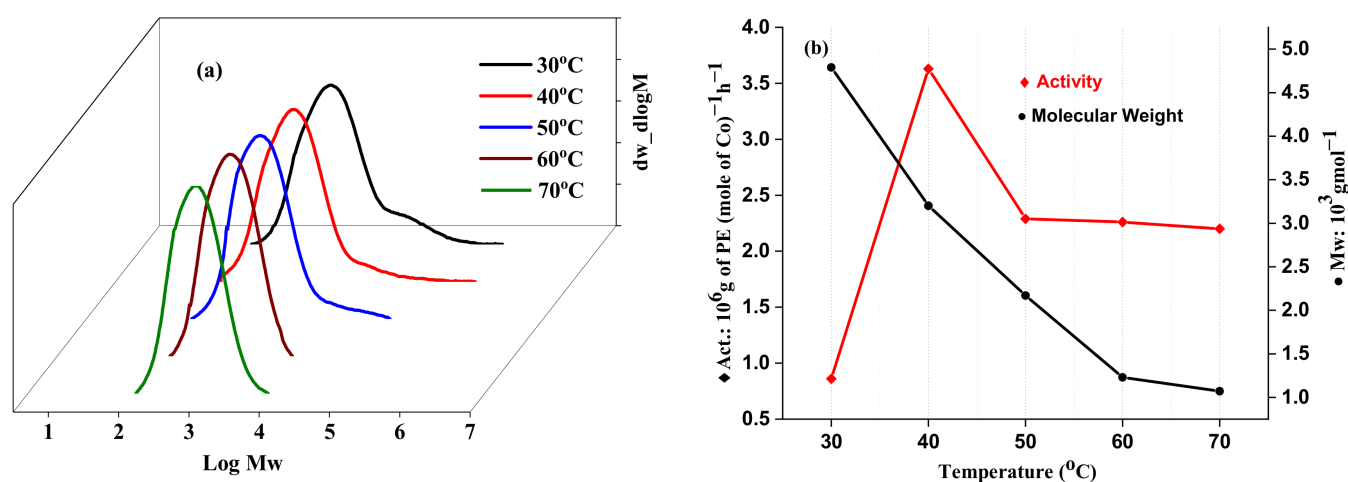 (a)
30°C
40°C
50°C
60°C
70°C
dw_dlogM
1 2 3 4 5 6 7
Log Mw
(b)
Activity
Molecular Weight
4.0
3.5
3.0
2.5
2.0
1.5
1.0
0.5
◆ Act.: 10⁶g of PE (mole of Co)⁻¹h⁻¹
5.0
4.5
4.0
3.5
3.0
2.5
2.0
1.5
1.0
● Mw: 10³gmol⁻¹
30 40 50 60 70
Temperature (°C)